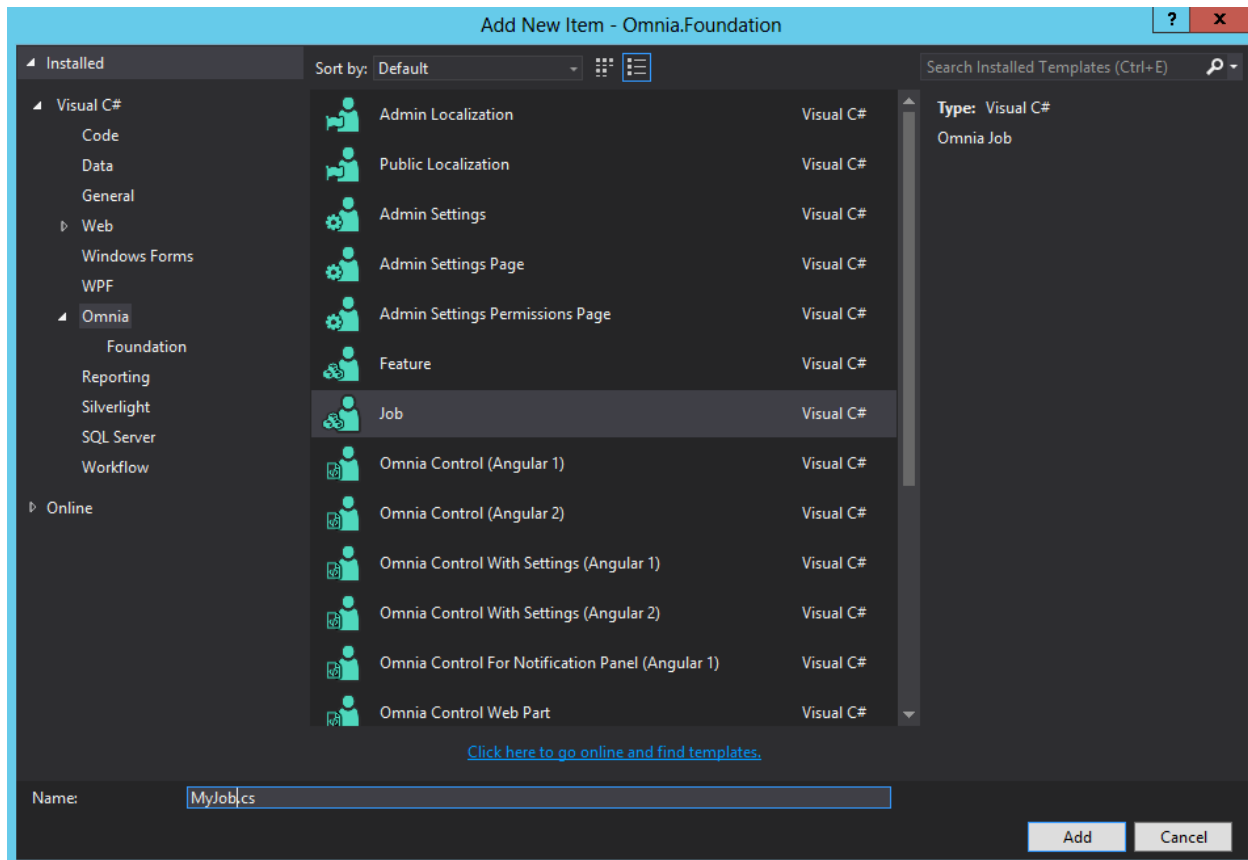 Add New Item - Omnia.Foundation
? x
Installed
Sort by: Default
Search Installed Templates (Ctrl+E)
Visual C#
Code
Data
General
Web
Windows Forms
WPF
Omnia
Foundation
Reporting
Silverlight
SQL Server
Workflow
Online
Admin Localization Visual C#
Public Localization Visual C#
Admin Settings Visual C#
Admin Settings Page Visual C#
Admin Settings Permissions Page Visual C#
Feature Visual C#
Job Visual C#
Omnia Control (Angular 1) Visual C#
Omnia Control (Angular 2) Visual C#
Omnia Control With Settings (Angular 1) Visual C#
Omnia Control With Settings (Angular 2) Visual C#
Omnia Control For Notification Panel (Angular 1) Visual C#
Omnia Control Web Part Visual C#
Click here to go online and find templates.
Type: Visual C#
Omnia Job
Name: MyJob.cs
Add Cancel